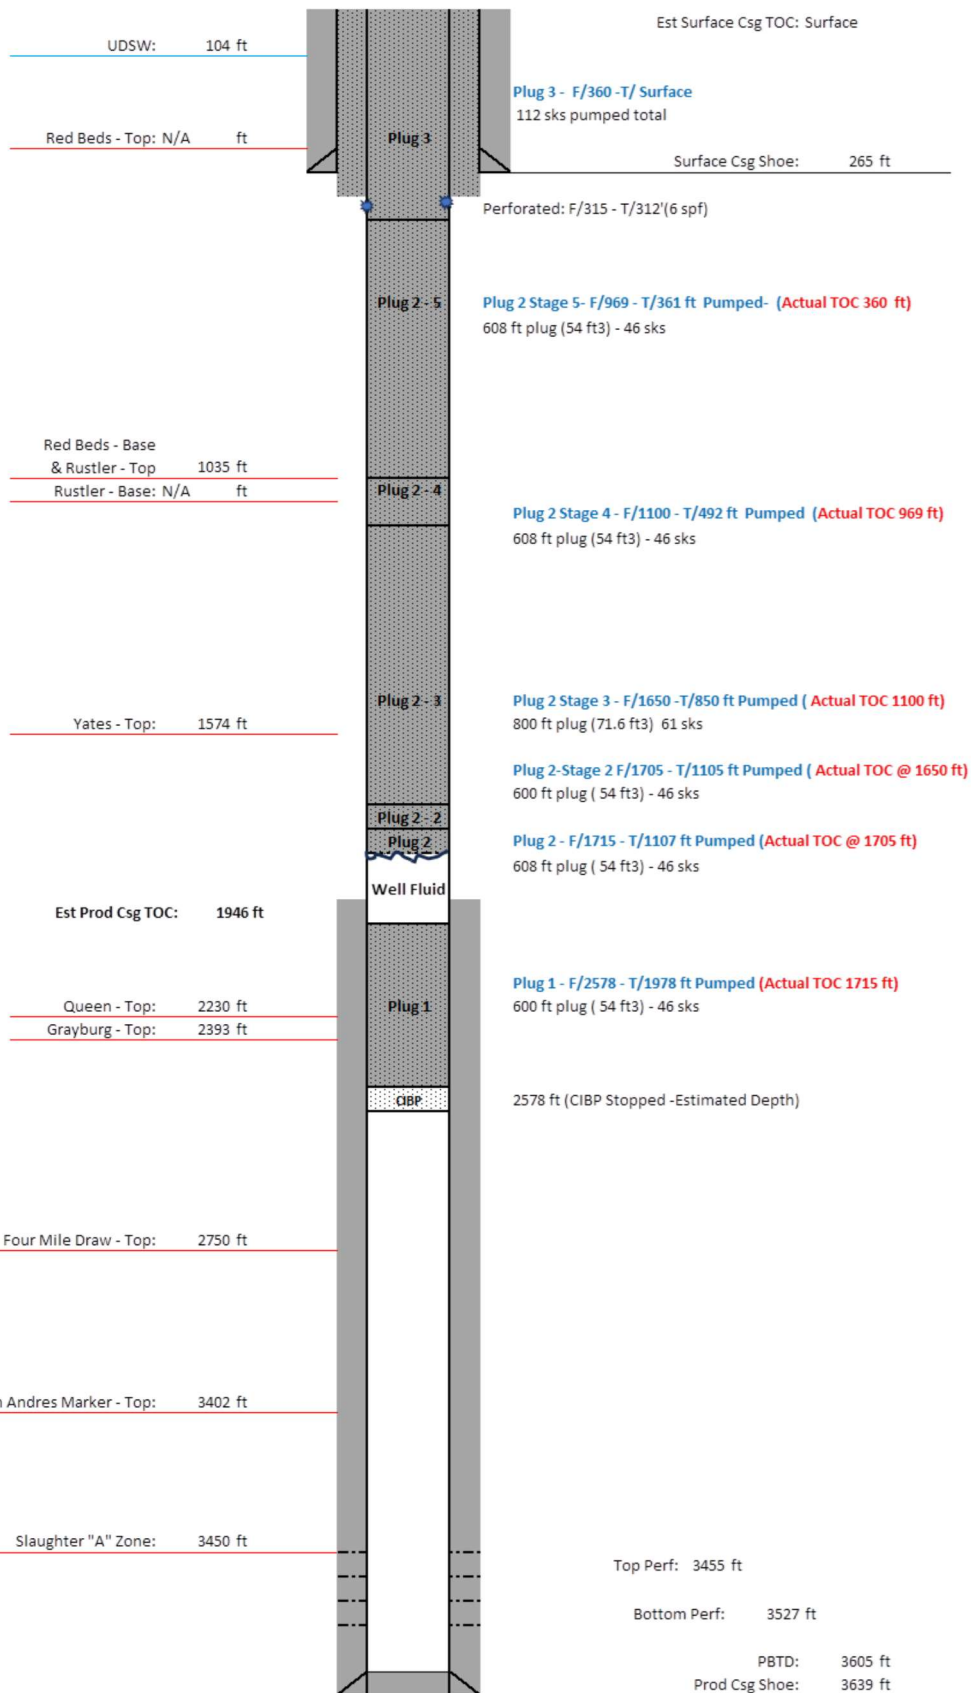 Est Surface Csg TOC: Surface
UDSW: 104 ft
Plug 3 - F/360 -T/ Surface
112 sks pumped total
Red Beds - Top: N/A ft
Plug 3
Surface Csg Shoe: 265 ft
Perforated: F/315 - T/312'(6 spf)
Plug 2 - 5
Plug 2 Stage 5- F/969 - T/361 ft Pumped- (Actual TOC 360 ft)
608 ft plug (54 ft3) - 46 sks
Red Beds - Base
& Rustler - Top 1035 ft
Rustler - Base: N/A ft
Plug 2 - 4
Plug 2 Stage 4 - F/1100 - T/492 ft Pumped (Actual TOC 969 ft)
608 ft plug (54 ft3) - 46 sks
Plug 2 - 3
Plug 2 Stage 3 - F/1650 -T/850 ft Pumped ( Actual TOC 1100 ft)
800 ft plug (71.6 ft3) 61 sks
Yates - Top: 1574 ft
Plug 2-Stage 2 F/1705 - T/1105 ft Pumped ( Actual TOC @ 1650 ft)
600 ft plug ( 54 ft3) - 46 sks
Plug 2 - 2
Plug 2
Plug 2 - F/1715 - T/1107 ft Pumped (Actual TOC @ 1705 ft)
608 ft plug ( 54 ft3) - 46 sks
Well Fluid
Est Prod Csg TOC: 1946 ft
Plug 1 - F/2578 - T/1978 ft Pumped (Actual TOC 1715 ft)
600 ft plug ( 54 ft3) - 46 sks
Queen - Top: 2230 ft
Plug 1
Grayburg - Top: 2393 ft
CIBP
2578 ft (CIBP Stopped -Estimated Depth)
Four Mile Draw - Top: 2750 ft
Andres Marker - Top: 3402 ft
Slaughter "A" Zone: 3450 ft
Top Perf: 3455 ft
Bottom Perf: 3527 ft
PBTD: 3605 ft
Prod Csg Shoe: 3639 ft